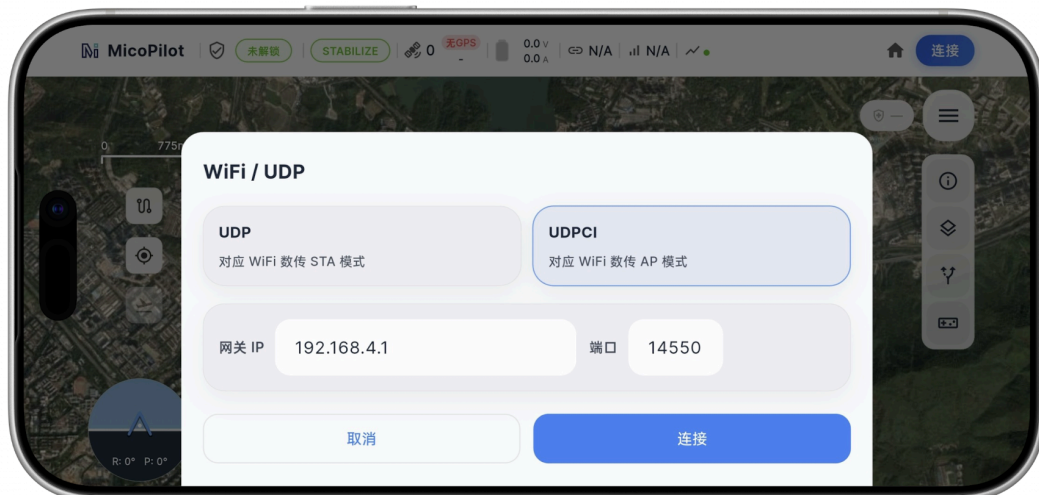 MicoPilot 未解锁 STABILIZE 0 无GPS - 0.0 V 0.0 A N/A N/A 连接
0 775m
WiFi / UDP
UDP
对应 WiFi 数传 STA 模式
UDPCI
对应 WiFi 数传 AP 模式
网关 IP 192.168.4.1 端口 14550
取消 连接
R: 0° P: 0°